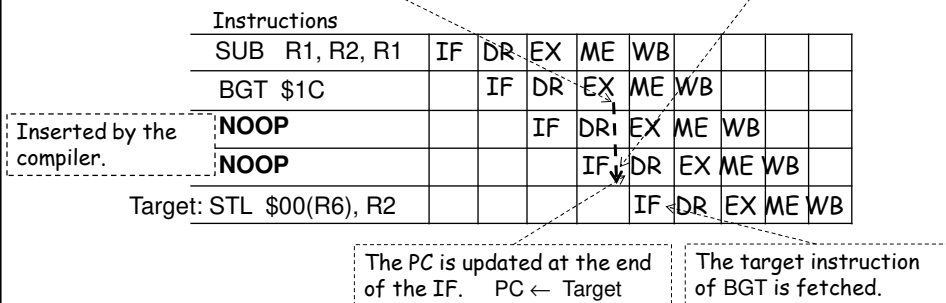 Instructions
SUB R1, R2, R1 IF DR EX ME WB
BGT $1C IF DR EX ME WB
Inserted by the
compiler.
NOOP IF DR EX ME WB
NOOP IF DR EX ME WB
Target: STL $00(R6), R2 IF DR EX ME WB
The PC is updated at the end
of the IF. PC ← Target
The target instruction
of BGT is fetched.